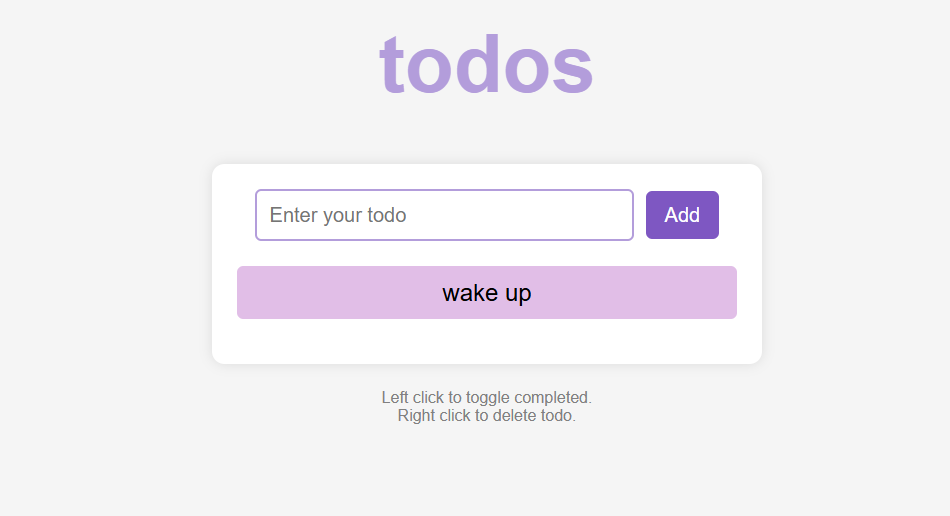 todos
Enter your todo
Add
wake up
Left click to toggle completed.
Right click to delete todo.